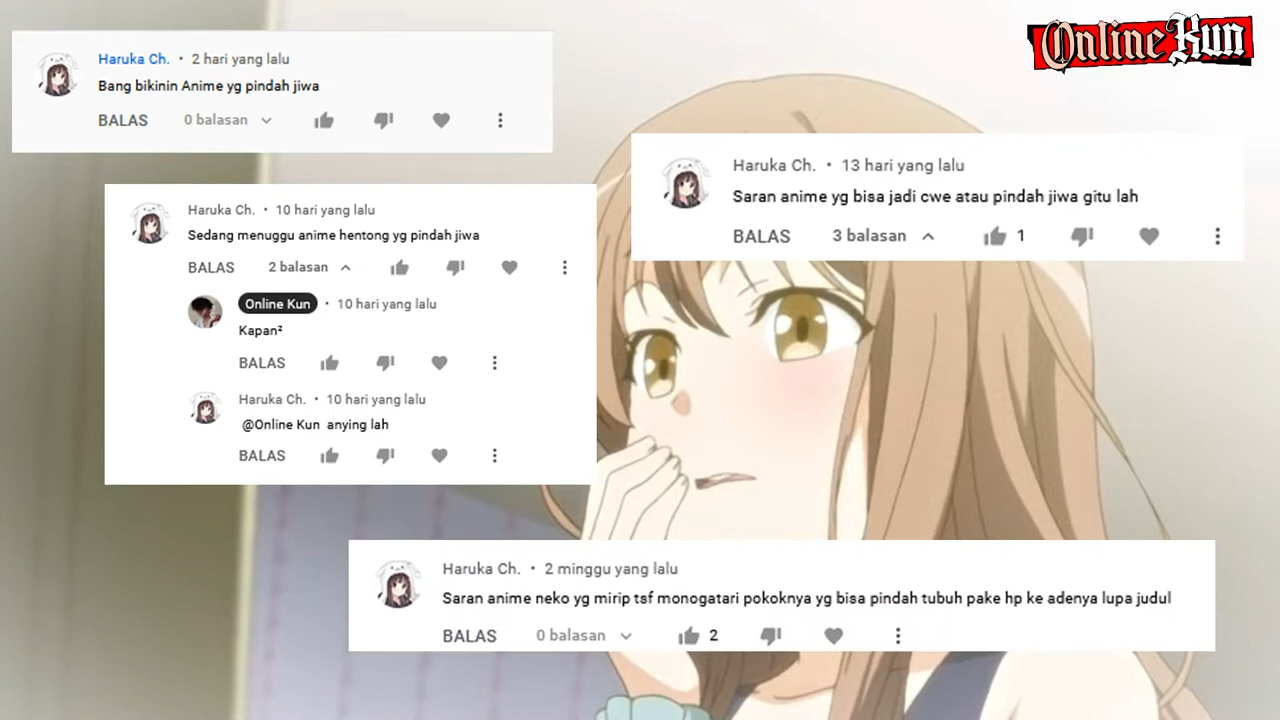 Online Kun
Haruka Ch. • 2 hari yang lalu
Bang bikinin Anime yg pindah jiwa
BALAS 0 balasan
Haruka Ch. • 13 hari yang lalu
Saran anime yg bisa jadi cwe atau pindah jiwa gitu lah
BALAS 3 balasan 1
Haruka Ch. • 10 hari yang lalu
Sedang menuggu anime hentong yg pindah jiwa
BALAS 2 balasan
Online Kun • 10 hari yang lalu
Kapan²
BALAS
Haruka Ch. • 10 hari yang lalu
@Online Kun anying lah
BALAS
Haruka Ch. • 2 minggu yang lalu
Saran anime neko yg mirip tsf monogatari pokoknya yg bisa pindah tubuh pake hp ke adenya lupa judul
BALAS 0 balasan 2